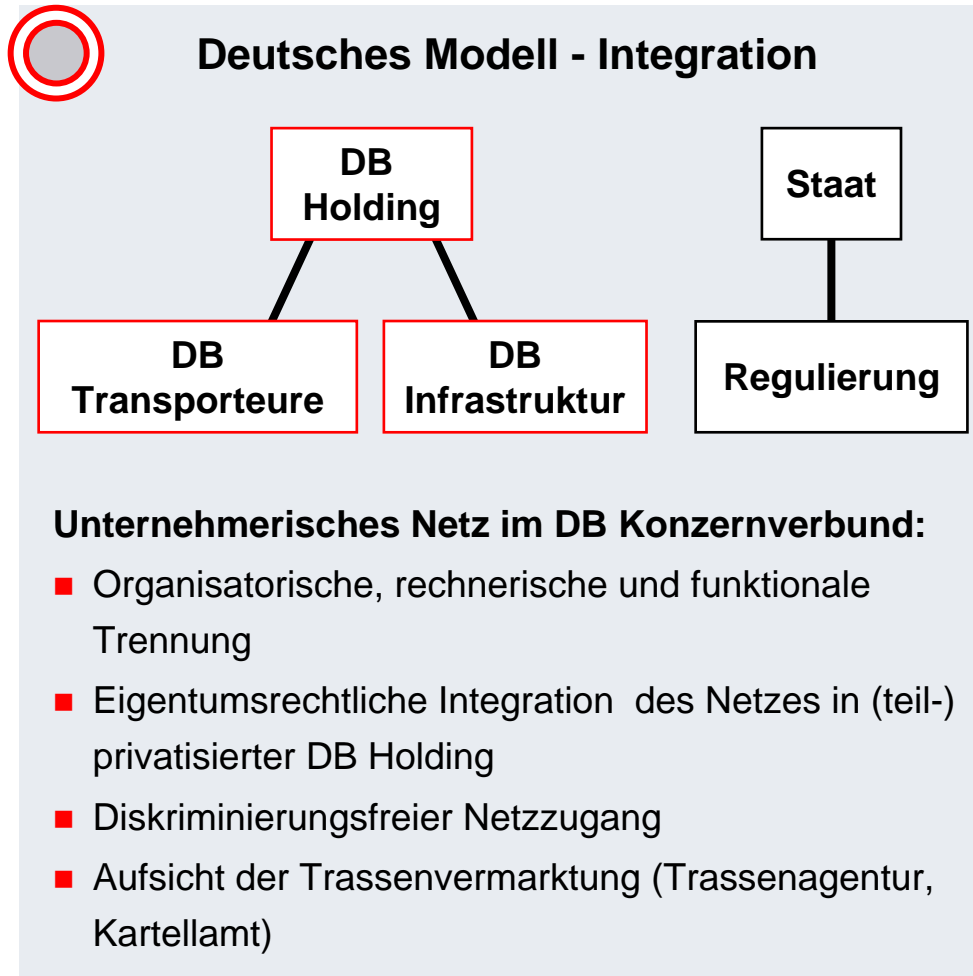 Deutsches Modell - Integration
DB
Holding
Staat
DB
Transporteure
DB
Infrastruktur
Regulierung
Unternehmerisches Netz im DB Konzernverbund:
Organisatorische, rechnerische und funktionale
Trennung
Eigentumsrechtliche Integration des Netzes in (teil-)
privatisierter DB Holding
Diskriminierungsfreier Netzzugang
Aufsicht der Trassenvermarktung (Trassenagentur,
Kartellamt)